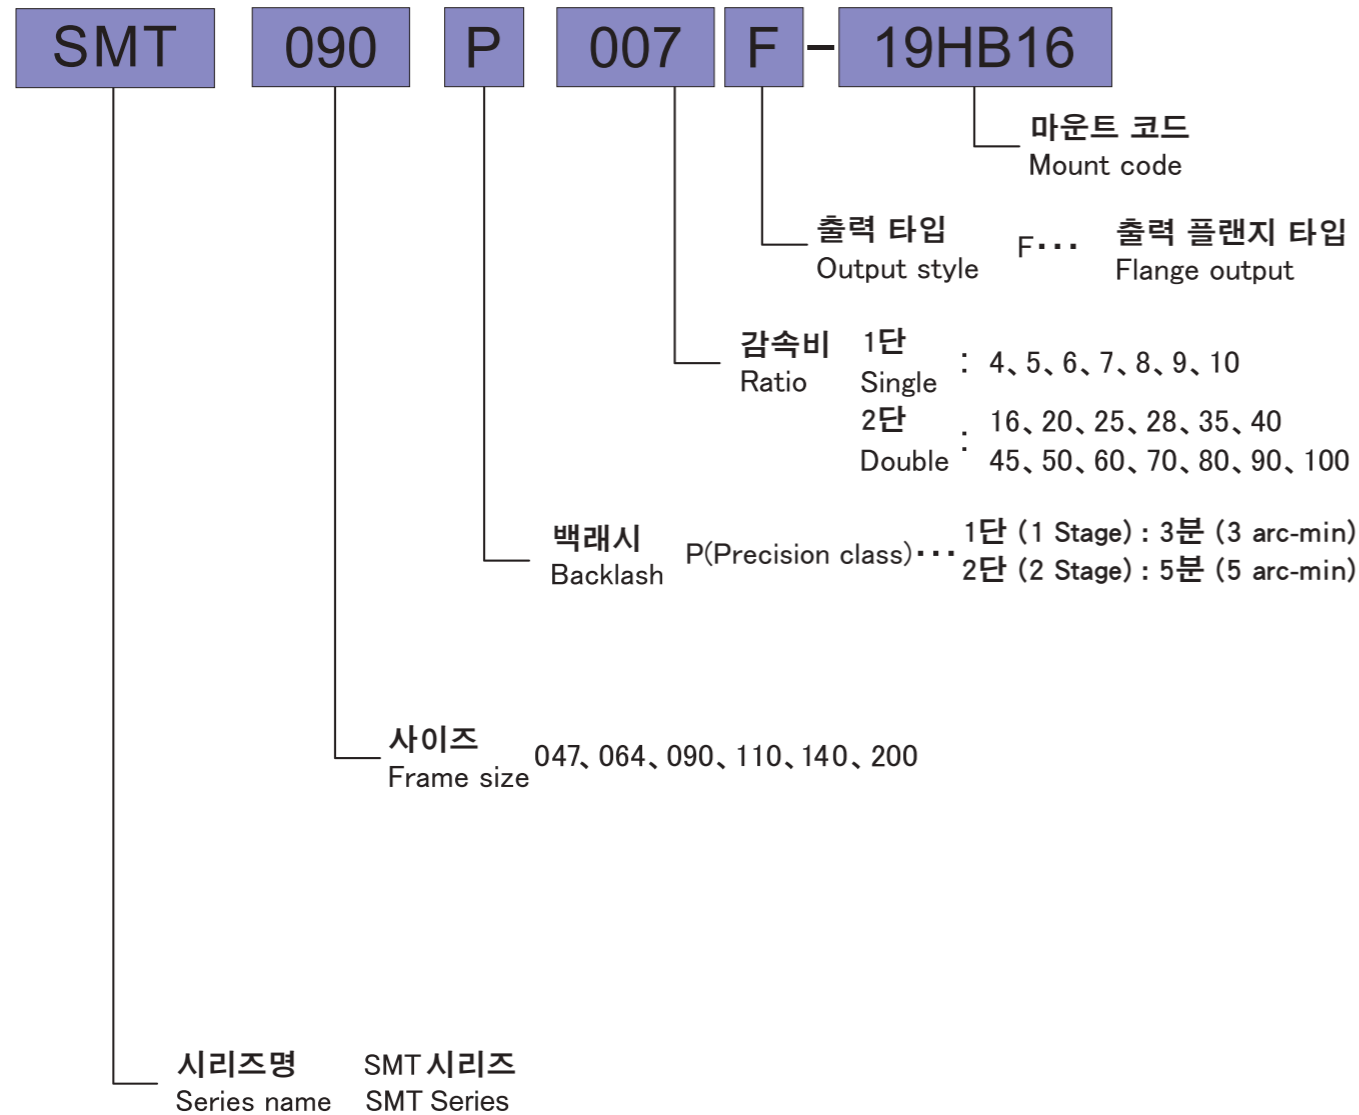 SMT 090 P 007 F - 19HB16
마운트 코드
Mount code
출력 타입 F··· 출력 플랜지 타입
Output style Flange output
감속비 1단 : 4、5、6、7、8、9、10
Ratio Single
2단 : 16、20、25、28、35、40
Double 45、50、60、70、80、90、100
백래시 P(Precision class)··· 1단 (1 Stage) : 3분 (3 arc-min)
Backlash 2단 (2 Stage) : 5분 (5 arc-min)
사이즈 047、064、090、110、140、200
Frame size
시리즈명 SMT 시리즈
Series name SMT Series